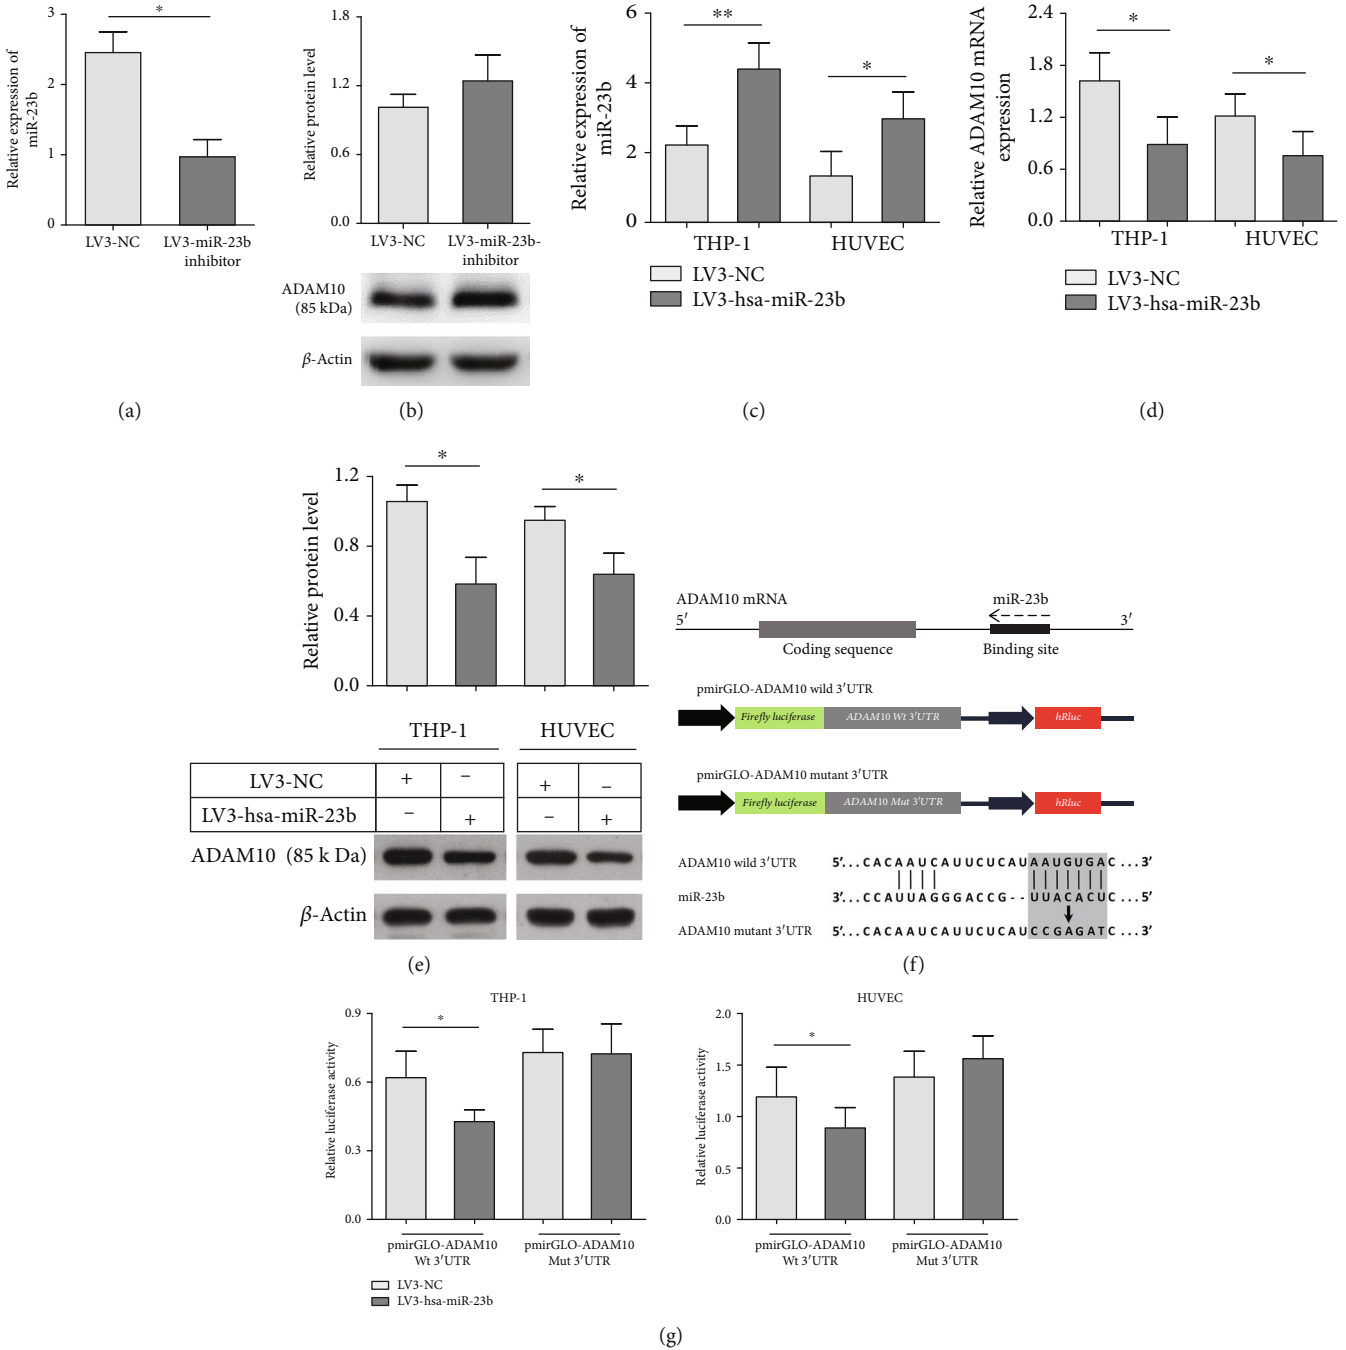 3
2
1
0
Relative expression of
miR-23b
*
LV3-NC
LV3-miR-23b
inhibitor
(a)
1.8
1.2
0.6
0.0
Relative protein level
LV3-NC
LV3-miR-23b-
inhibitor
ADAM10
(85 kDa)
β-Actin
(b)
6
4
2
0
Relative expression of
miR-23b
**
*
THP-1
HUVEC
LV3-NC
LV3-hsa-miR-23b
(c)
2.4
1.8
1.2
0.6
0.0
Relative ADAM10 mRNA
expression
*
*
THP-1
HUVEC
LV3-NC
LV3-hsa-miR-23b
(d)
1.2
0.8
0.4
0.0
Relative protein level
*
*
THP-1
HUVEC
LV3-NC + − + −
LV3-hsa-miR-23b − + − +
ADAM10 (85 k Da)
β-Actin
(e)
ADAM10 mRNA
miR-23b
5′
3′
Coding sequence
Binding site
pmirGLO-ADAM10 wild 3′UTR
Firefly luciferase
ADAM10 Wt 3′UTR
hRluc
pmirGLO-ADAM10 mutant 3′UTR
Firefly luciferase
ADAM10 Mut 3′UTR
hRluc
ADAM10 wild 3′UTR 5′...CACAAUCAUUCUCAUAAUGUGAC...3′
miR-23b 3′...CCAUUAGGGACCG--UUACACUC...5′
ADAM10 mutant 3′UTR 5′...CACAAUCAUUCUCAUCCGAGATC...3′
(f)
THP-1
0.9
0.6
0.3
0.0
Relative luciferase activity
*
pmirGLO-ADAM10
Wt 3′UTR
pmirGLO-ADAM10
Mut 3′UTR
LV3-NC
LV3-hsa-miR-23b
HUVEC
2.0
1.5
1.0
0.5
0.0
Relative luciferase activity
*
pmirGLO-ADAM10
Wt 3′UTR
pmirGLO-ADAM10
Mut 3′UTR
(g)